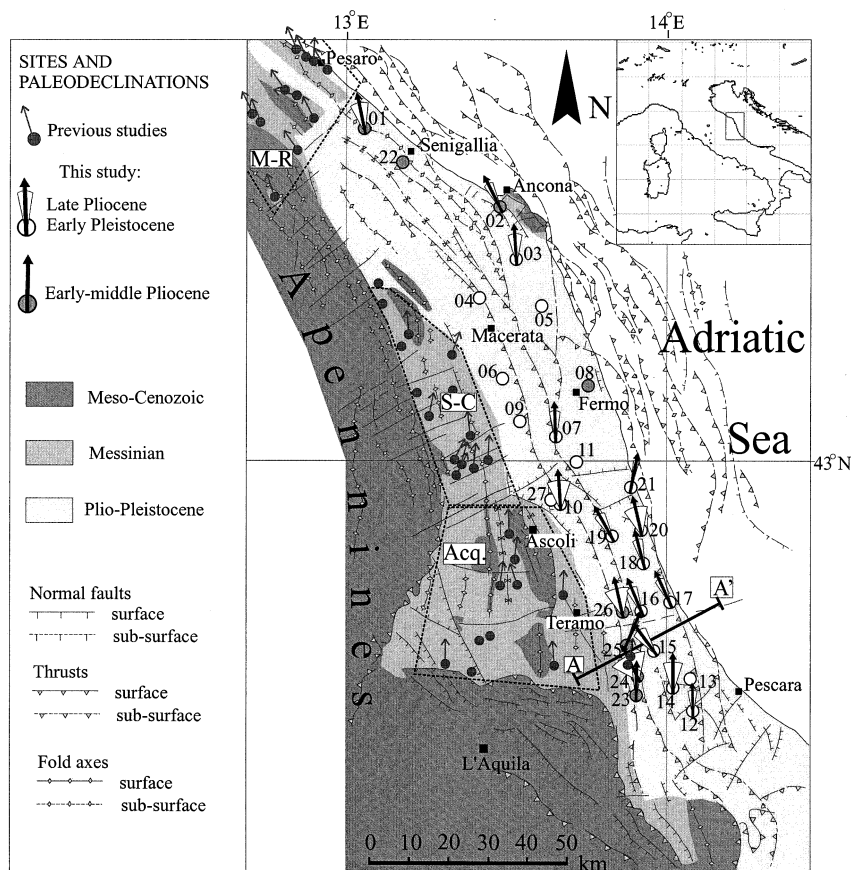 13°E
14°E
SITES AND
PALEODECLINATIONS
Previous studies
This study:
Late Pliocene
Early Pleistocene
Early-middle Pliocene
Meso-Cenozoic
Messinian
Plio-Pleistocene
Normal faults
surface
sub-surface
Thrusts
surface
sub-surface
Fold axes
surface
sub-surface
Pesaro
01
N
M-R
22
Senigallia
Ancona
02
03
Apennines
04
05
Macerata
Adriatic
Sea
06
08
S-C
Fermo
09
07
11
43°N
21
27
10
20
Ascoli
19
Acq.
18
26
16
17
A'
Teramo
25
15
A
24
13
23
14
12
Pescara
L'Aquila
0 10 20 30 40 50
km